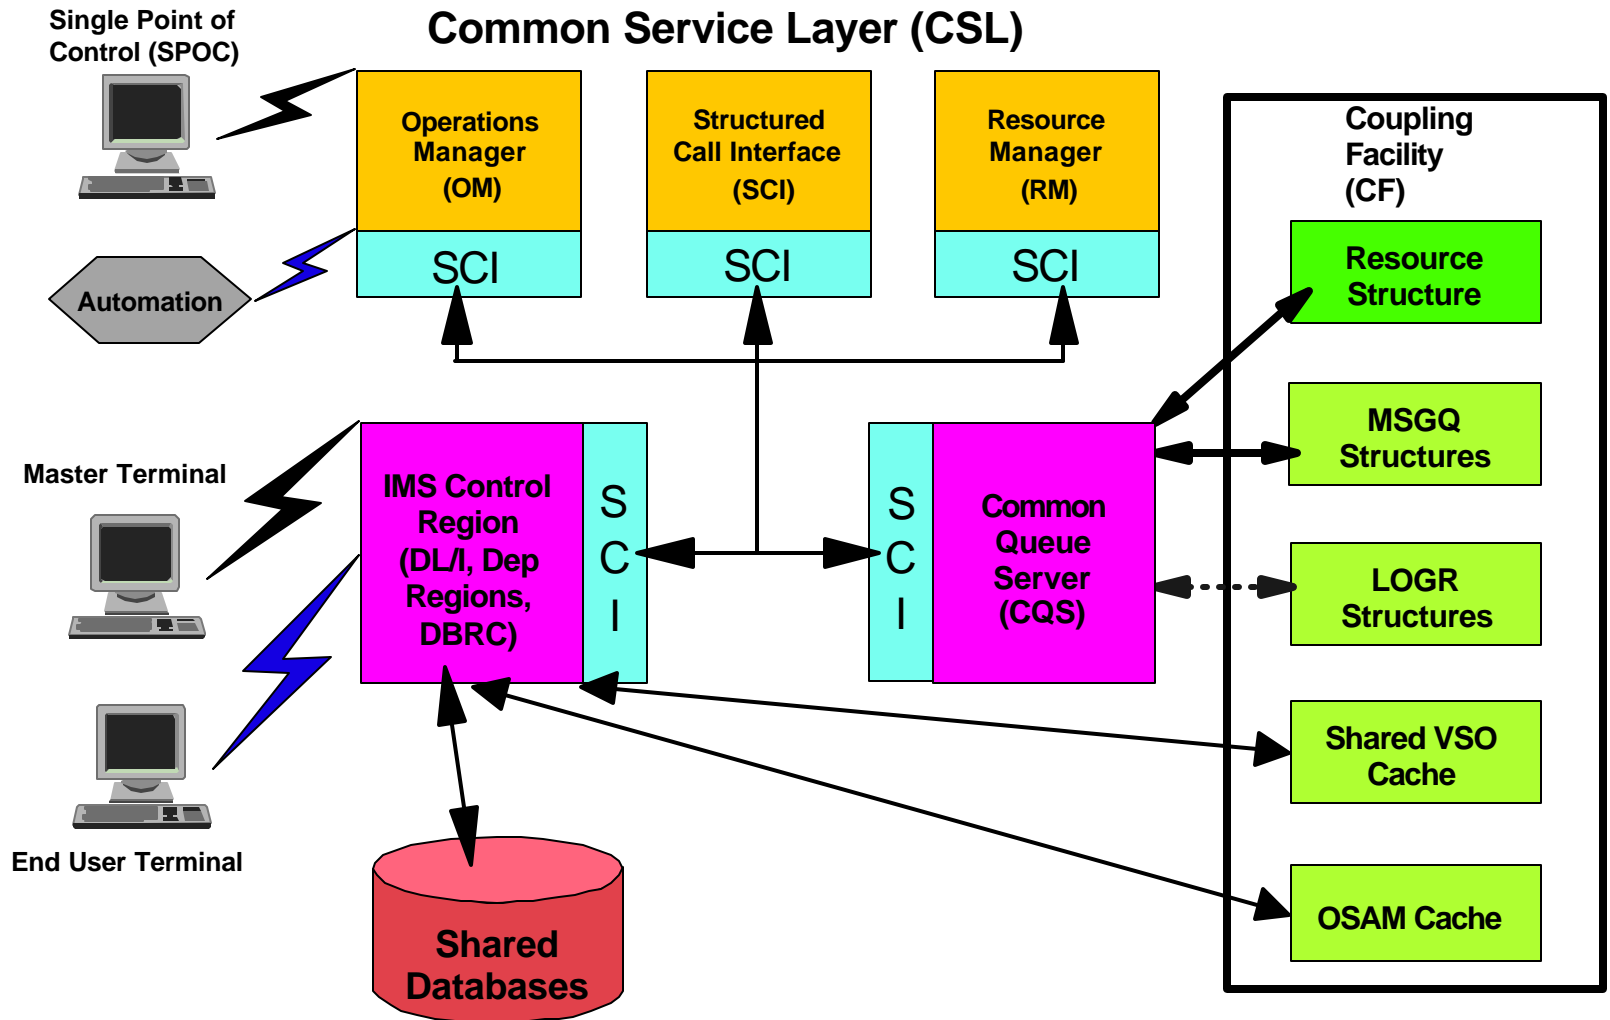 Common Service Layer (CSL)
Single Point of
Control (SPOC)
Operations
Manager
(OM)
SCI
Structured
Call Interface
(SCI)
SCI
Resource
Manager
(RM)
SCI
Coupling
Facility
(CF)
Automation
Resource
Structure
MSGQ
Structures
LOGR
Structures
Shared VSO
Cache
OSAM Cache
Master Terminal
IMS Control
Region
(DL/I, Dep
Regions,
DBRC)
S
C
I
S
C
I
Common
Queue
Server
(CQS)
End User Terminal
Shared
Databases